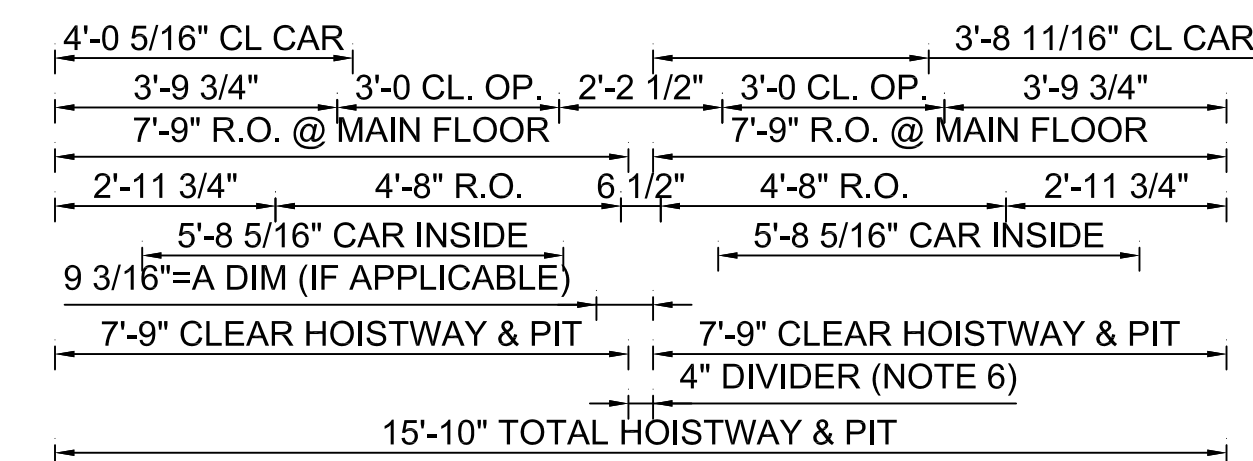 4'-0 5/16" CL CAR 3'-8 11/16" CL CAR
3'-9 3/4" 3'-0 CL. OP. 2'-2 1/2" 3'-0 CL. OP. 3'-9 3/4"
7'-9" R.O. @ MAIN FLOOR 7'-9" R.O. @ MAIN FLOOR
2'-11 3/4" 4'-8" R.O. 6 1/2" 4'-8" R.O. 2'-11 3/4"
5'-8 5/16" CAR INSIDE 5'-8 5/16" CAR INSIDE
9 3/16"=A DIM (IF APPLICABLE)
7'-9" CLEAR HOISTWAY & PIT 7'-9" CLEAR HOISTWAY & PIT
4" DIVIDER (NOTE 6)
15'-10" TOTAL HOISTWAY & PIT